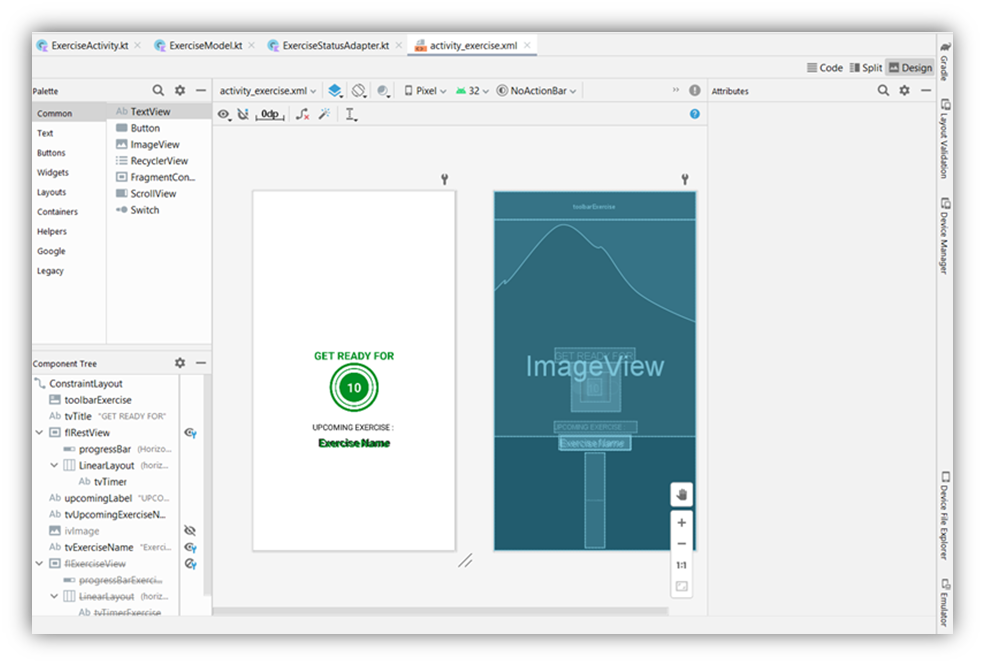 ExerciseActivity.kt ExerciseModel.kt ExerciseStatusAdapter.kt activity_exercise.xml
Code Split Design
Palette
activity_exercise.xml Pixel 32 NoActionBar
Attributes
Common
Text
Buttons
Widgets
Layouts
Containers
Helpers
Google
Legacy
Ab TextView
Button
ImageView
RecyclerView
FragmentCon...
ScrollView
Switch
0dp
GET READY FOR
10
UPCOMING EXERCISE :
Exercise Name
toolbarExercise
GET READY FOR
ImageView
10
UPCOMING EXERCISE :
Exercise Name
1:1
Component Tree
ConstraintLayout
toolbarExercise
Ab tvTitle "GET READY FOR"
flRestView
progressBar (Horizo...
LinearLayout (horiz...
Ab tvTimer
Ab upcomingLabel "UPCO...
Ab tvUpcomingExerciseN...
ivImage
Ab tvExerciseName "Exerci...
flExerciseView
progressBarExerci...
LinearLayout (horiz...
Ab tvTimerExercise
Gradle
Layout Validation
Device Manager
Device File Explorer
Emulator